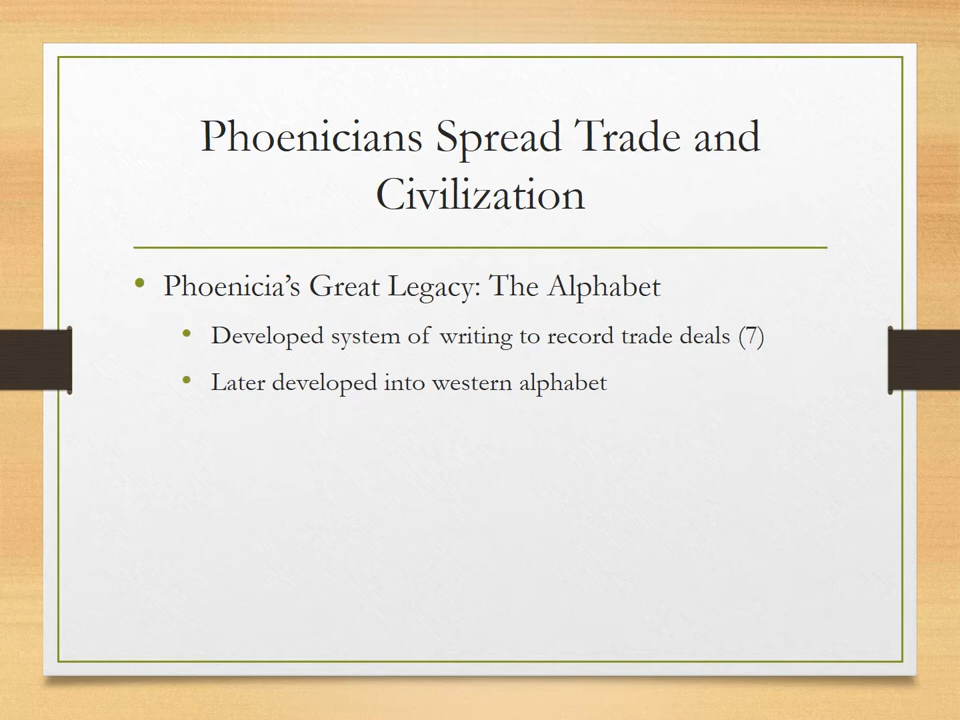 Phoenicians Spread Trade and
Civilization
• Phoenicia’s Great Legacy: The Alphabet
• Developed system of writing to record trade deals (7)
• Later developed into western alphabet